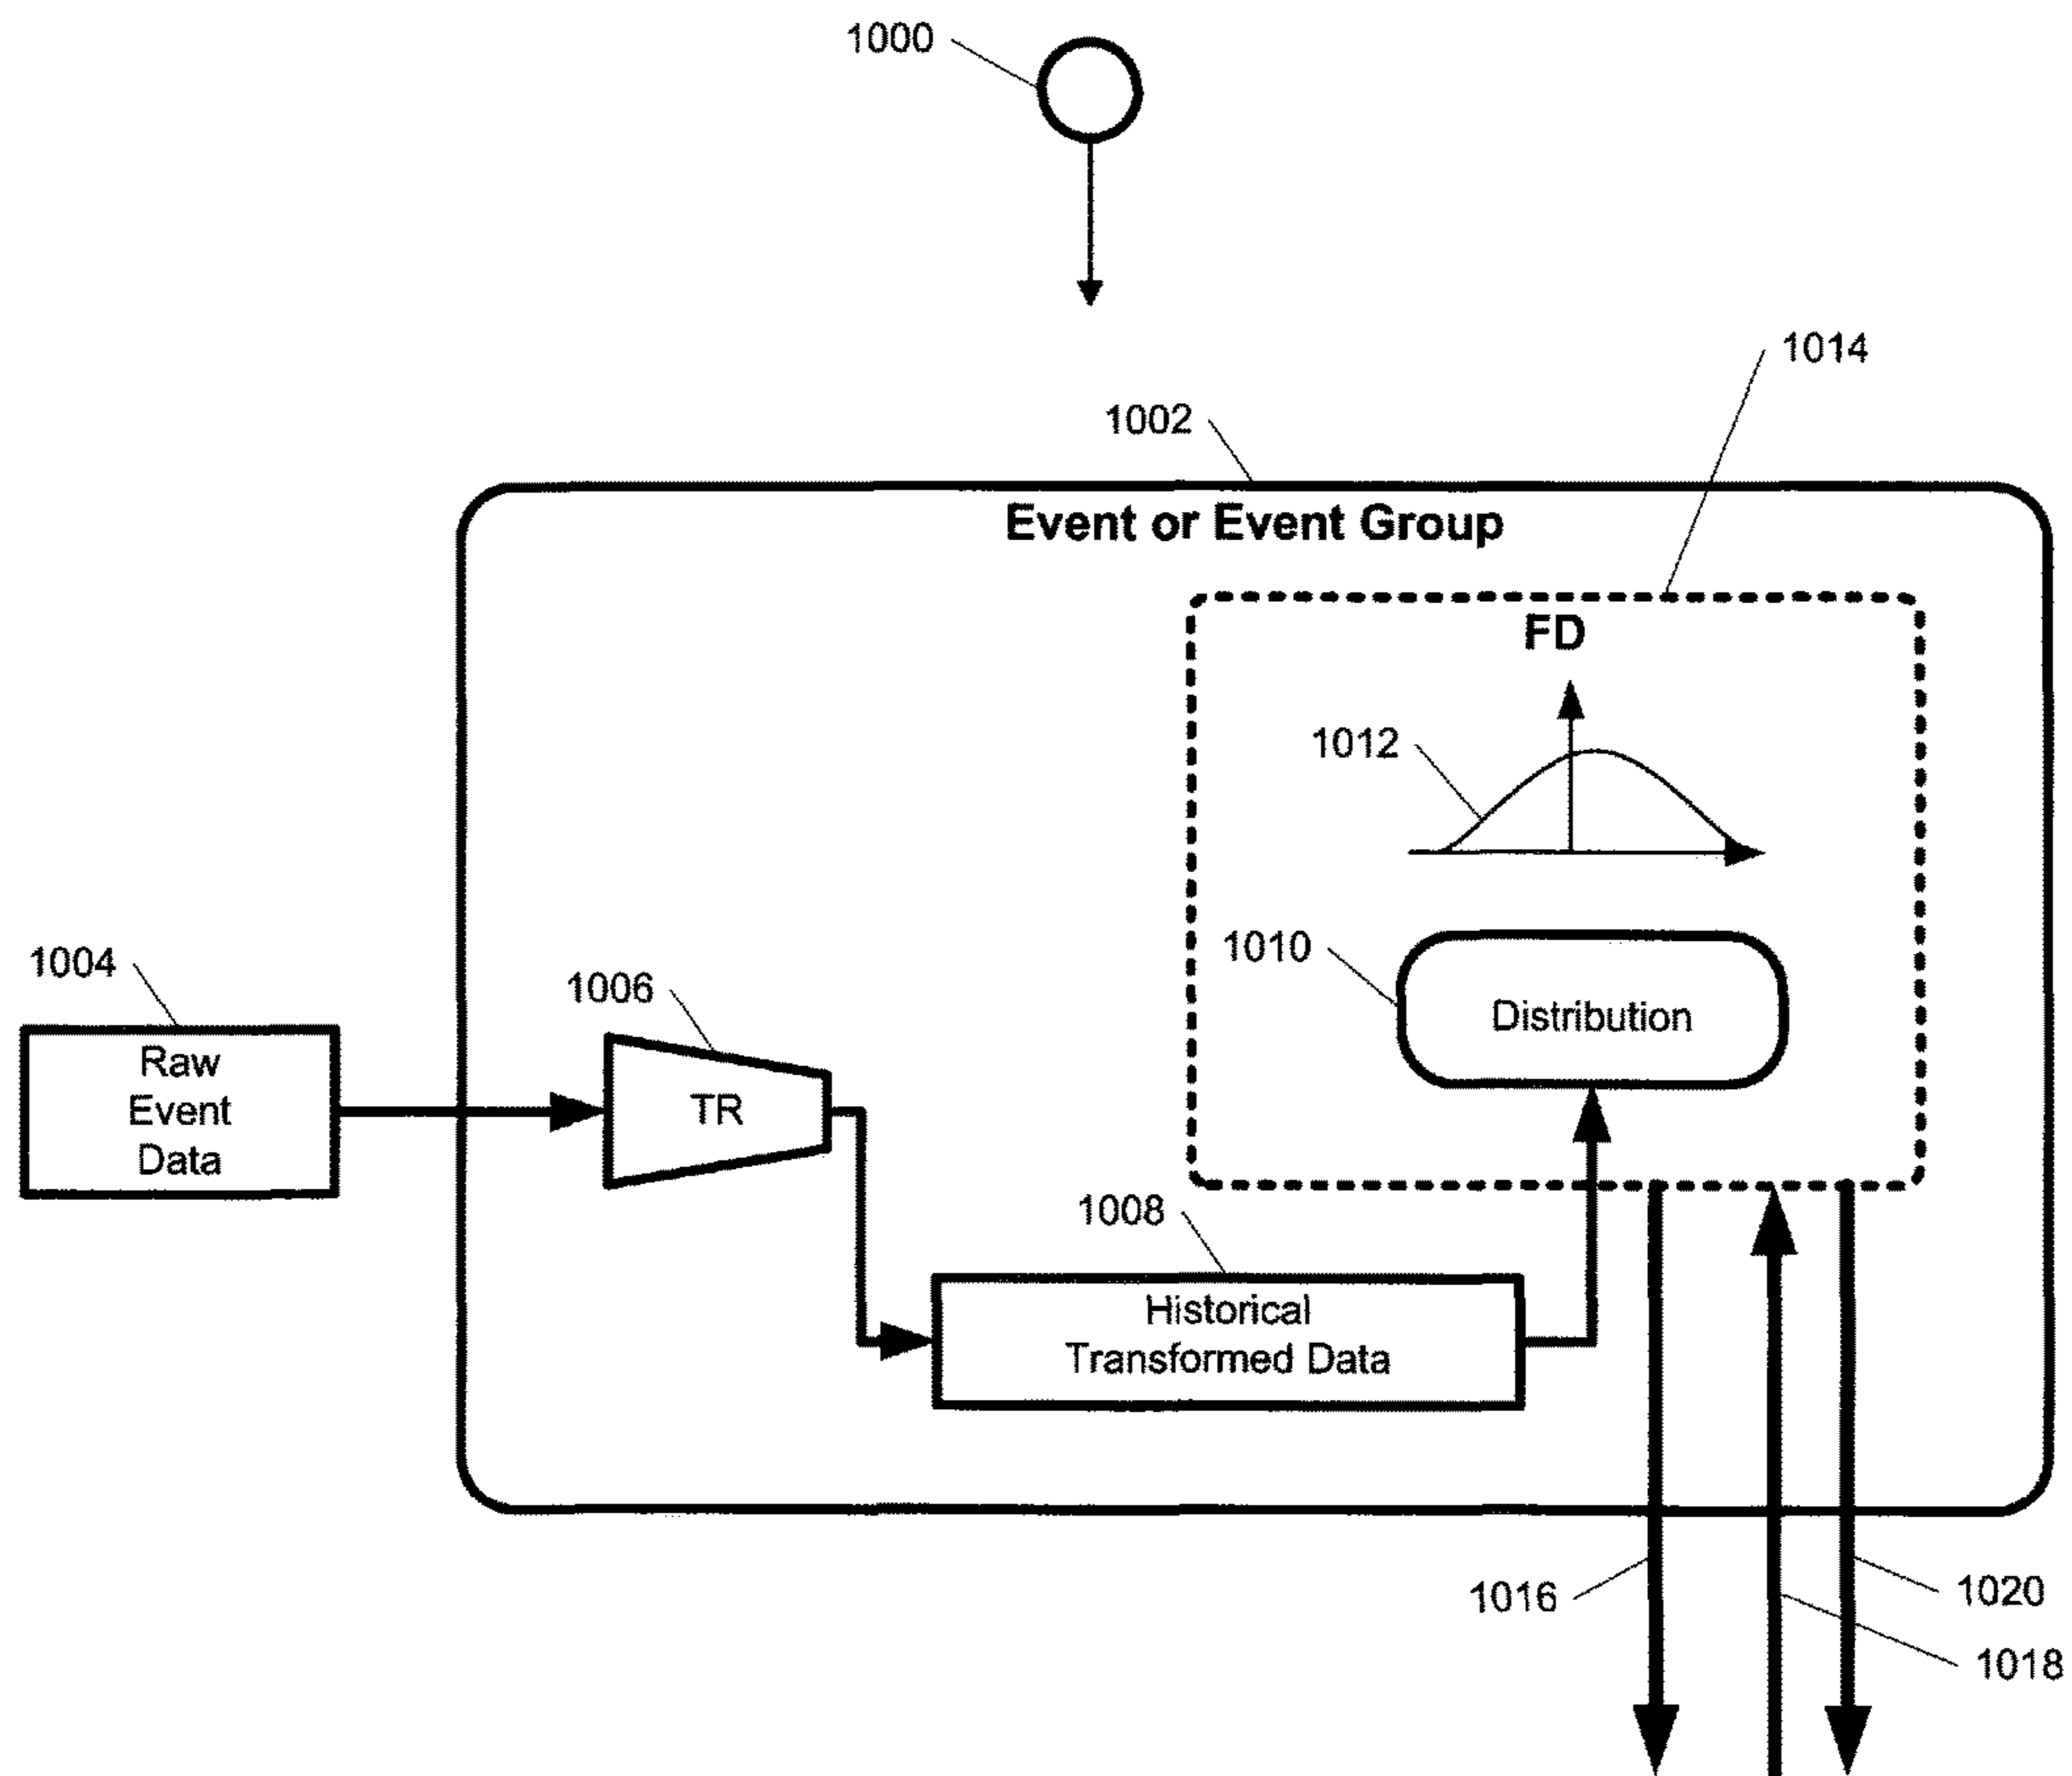 1000
1014
1002
Event or Event Group
FD
1012
1010
Distribution
1004
1006
Raw
Event
Data
TR
1008
Historical
Transformed Data
1016
1020
1018